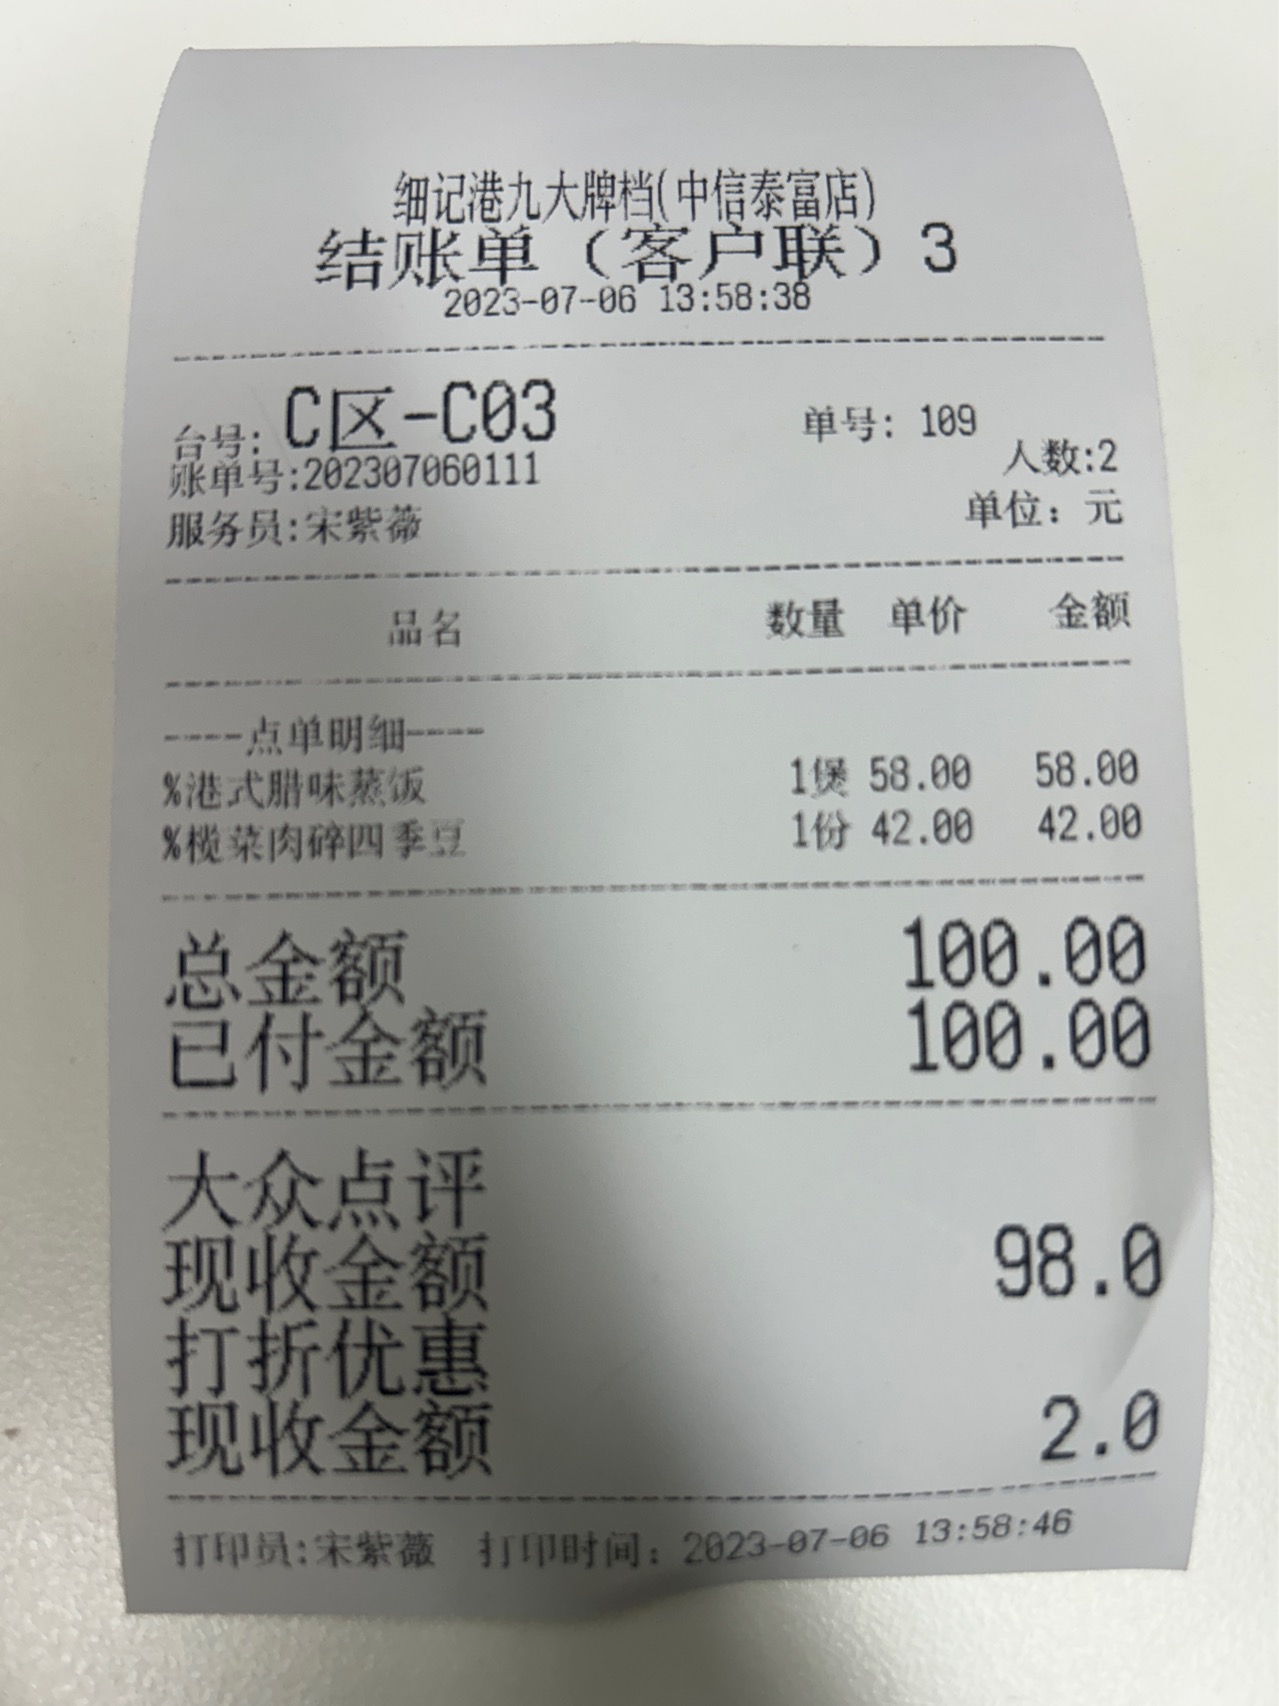 细记港九大牌档(中信泰富店)
结账单（客户联）3
2023-07-06 13:58:38
台号: C区-C03 单号: 109
人数:2
账单号:202307060111
服务员:宋紫薇 单位: 元
品名 数量 单价 金额
----点单明细----
%港式腊味蒸饭 1煲 58.00 58.00
%榄菜肉碎四季豆 1份 42.00 42.00
总金额 100.00
已付金额 100.00
大众点评
现收金额 98.0
打折优惠
现收金额 2.0
打印员:宋紫薇 打印时间: 2023-07-06 13:58:46